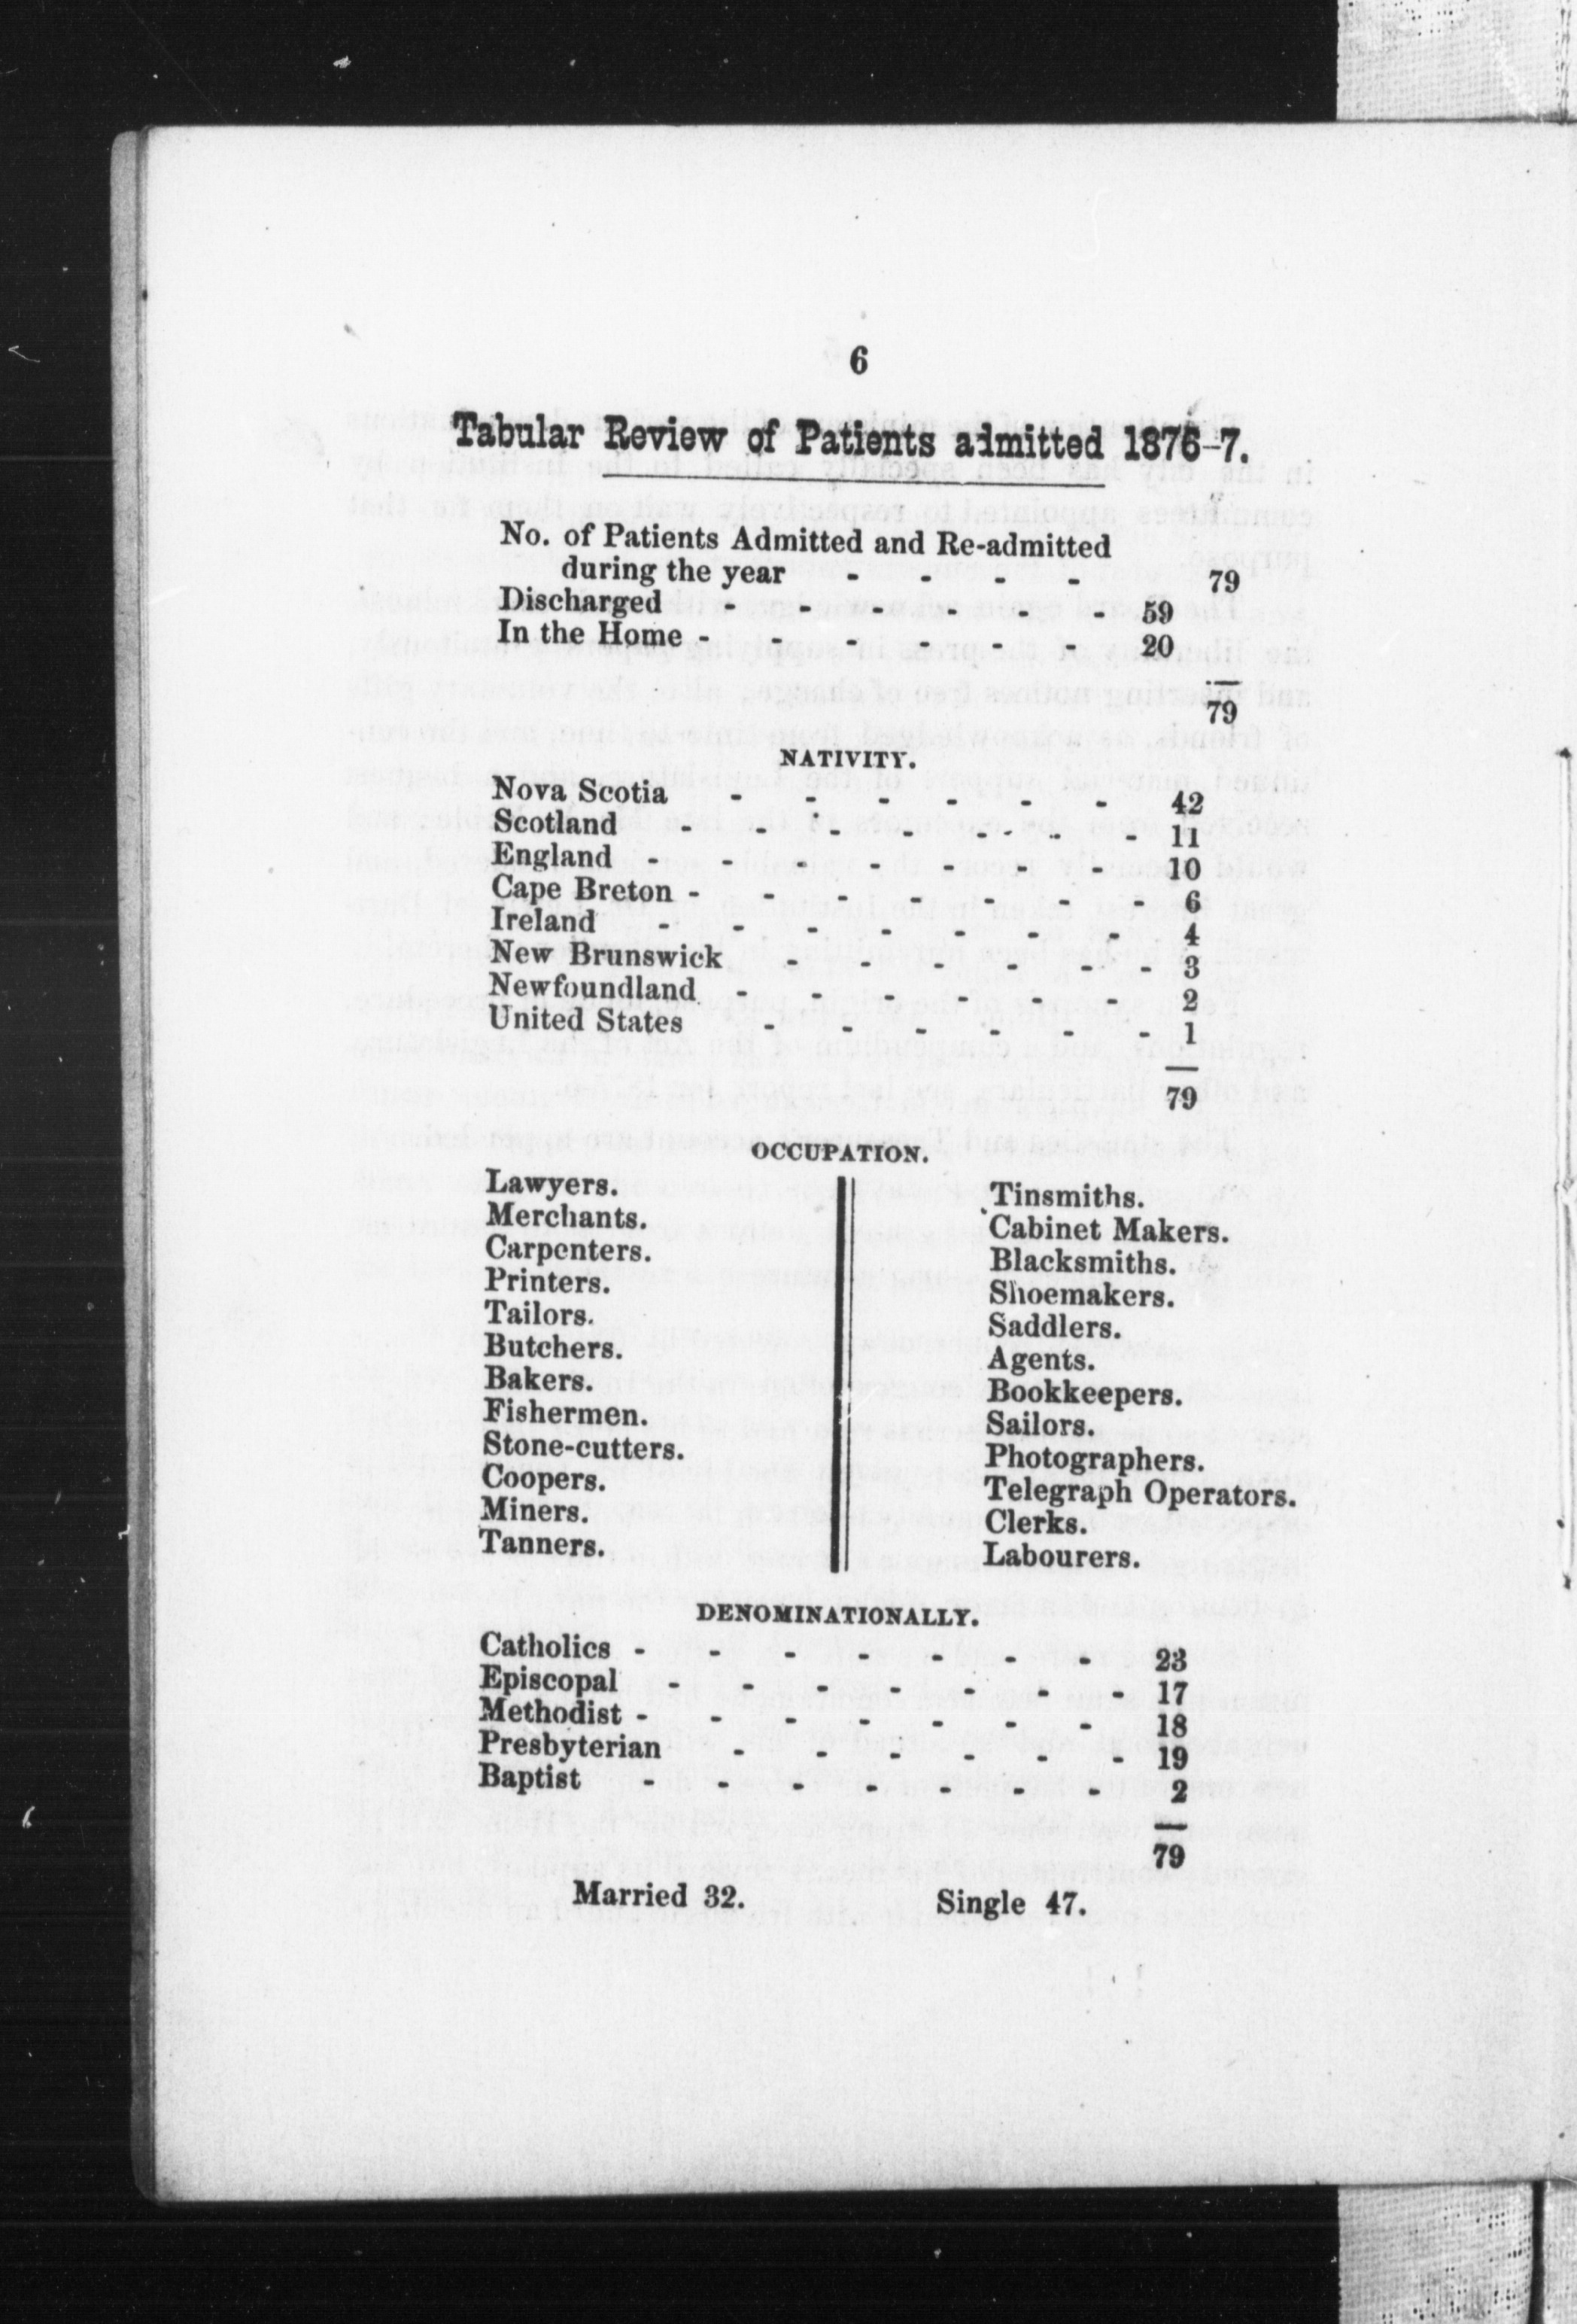 6
Tabular Review of Patients admitted 1876-7.
No. of Patients Admitted and Re-admitted
during the year - - - - 79
Discharged - - - - - - 59
In the Home - - - - - - 20
79
NATIVITY.
Nova Scotia - - - - - - 42
Scotland - - - - - - - 11
England - - - - - - - 10
Cape Breton - - - - - - - 6
Ireland - - - - - - - 4
New Brunswick - - - - - - 3
Newfoundland - - - - - - 2
United States - - - - - - 1
79
OCCUPATION.
Lawyers.
Merchants.
Carpenters.
Printers.
Tailors.
Butchers.
Bakers.
Fishermen.
Stone-cutters.
Coopers.
Miners.
Tanners.
Tinsmiths.
Cabinet Makers.
Blacksmiths.
Shoemakers.
Saddlers.
Agents.
Bookkeepers.
Sailors.
Photographers.
Telegraph Operators.
Clerks.
Labourers.
DENOMINATIONALLY.
Catholics - - - - - - - 23
Episcopal - - - - - - - 17
Methodist - - - - - - - 18
Presbyterian - - - - - - 19
Baptist - - - - - - - 2
79
Married 32. Single 47.